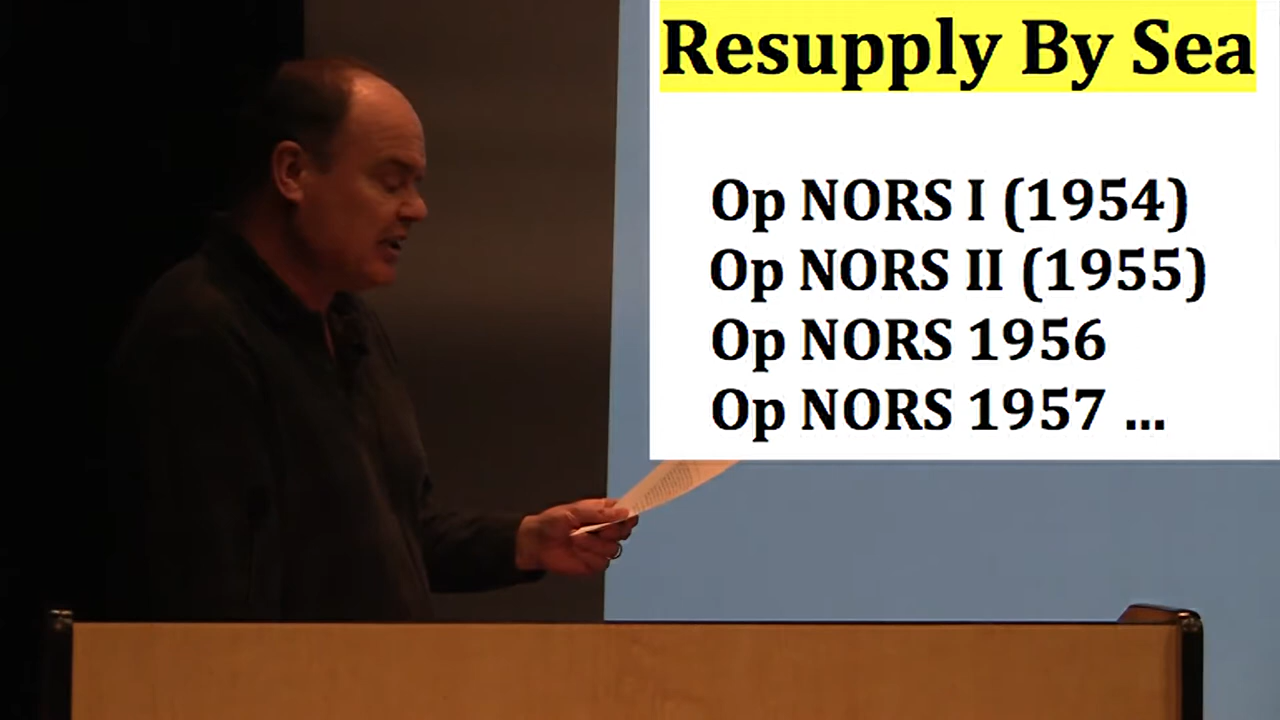 Resupply By Sea
Op NORS I (1954)
Op NORS II (1955)
Op NORS 1956
Op NORS 1957 ...